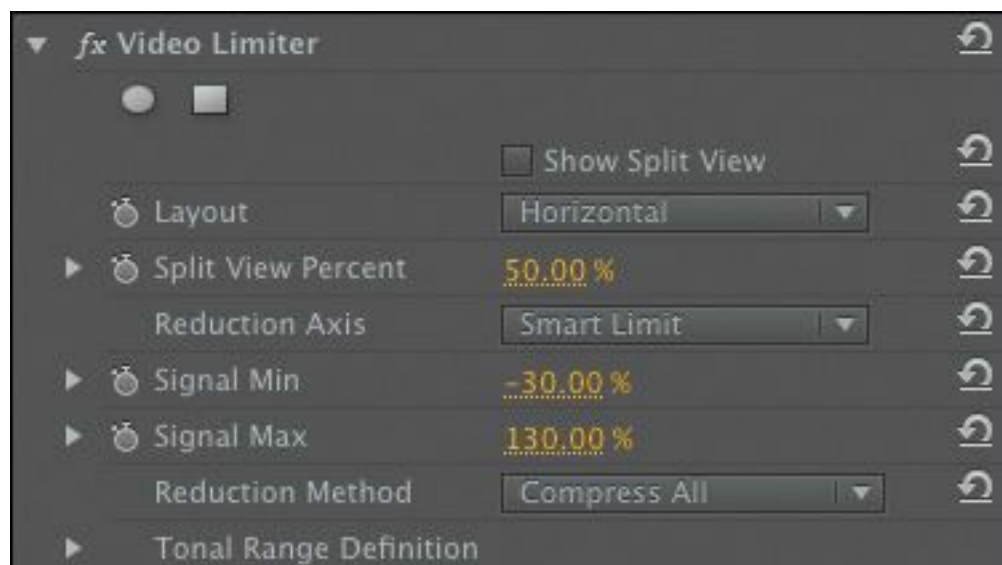 fx Video Limiter
Show Split View
Layout Horizontal
Split View Percent 50.00 %
Reduction Axis Smart Limit
Signal Min -30.00 %
Signal Max 130.00 %
Reduction Method Compress All
Tonal Range Definition